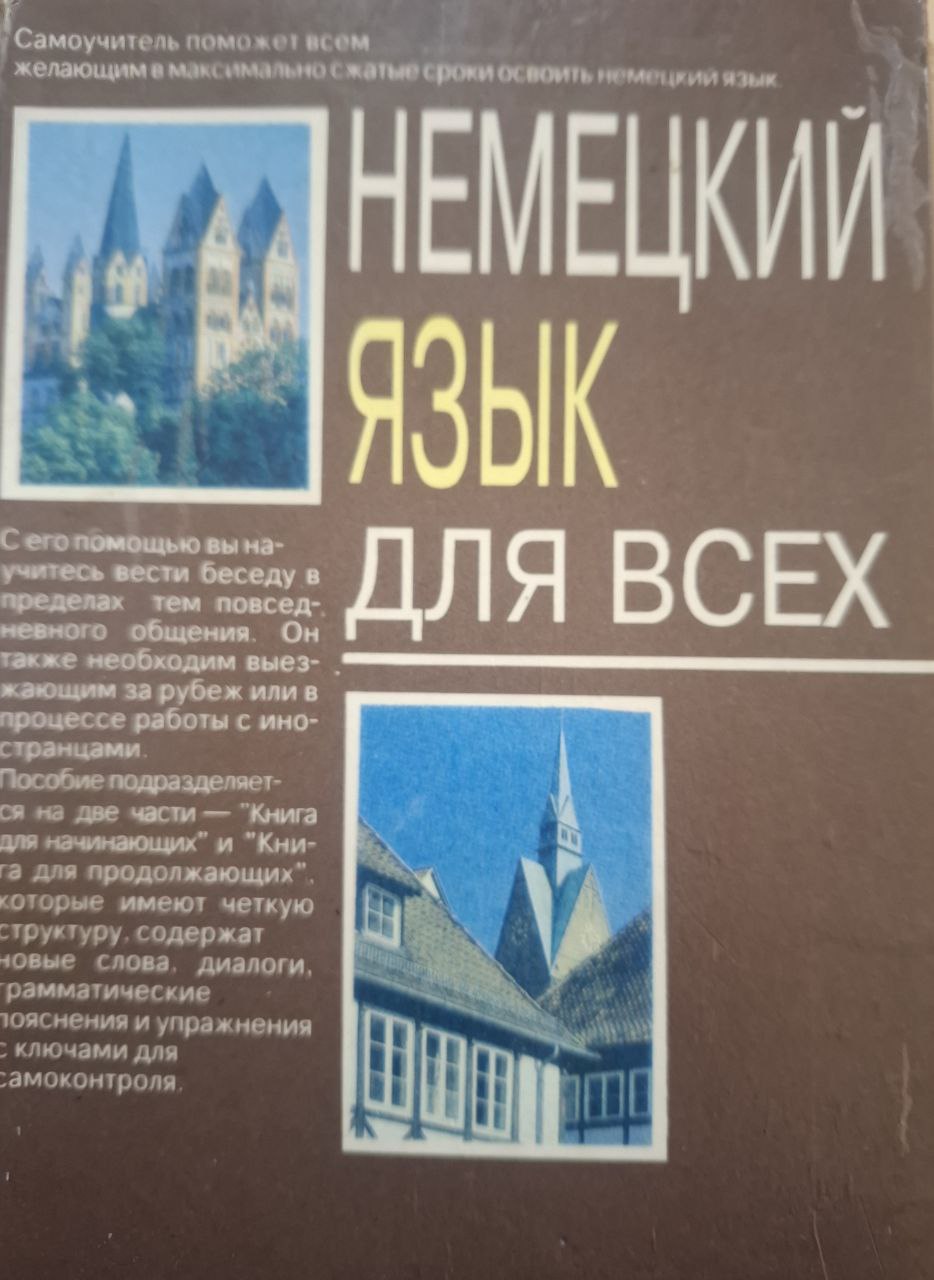 Самоучитель поможет всем
желающим в максимально сжатые сроки освоить немецкий язык.
НЕМЕЦКИЙ
ЯЗЫК
ДЛЯ ВСЕХ
С его помощью вы на-
учитесь вести беседу в
пределах тем повсед-
невного общения. Он
также необходим выез-
жающим за рубеж или в
процессе работы с ино-
странцами.
Пособие подразделяет-
ся на две части — "Книга
для начинающих" и "Кни-
га для продолжающих",
которые имеют четкую
структуру, содержат
новые слова, диалоги,
грамматические
пояснения и упражнения
с ключами для
самоконтроля.